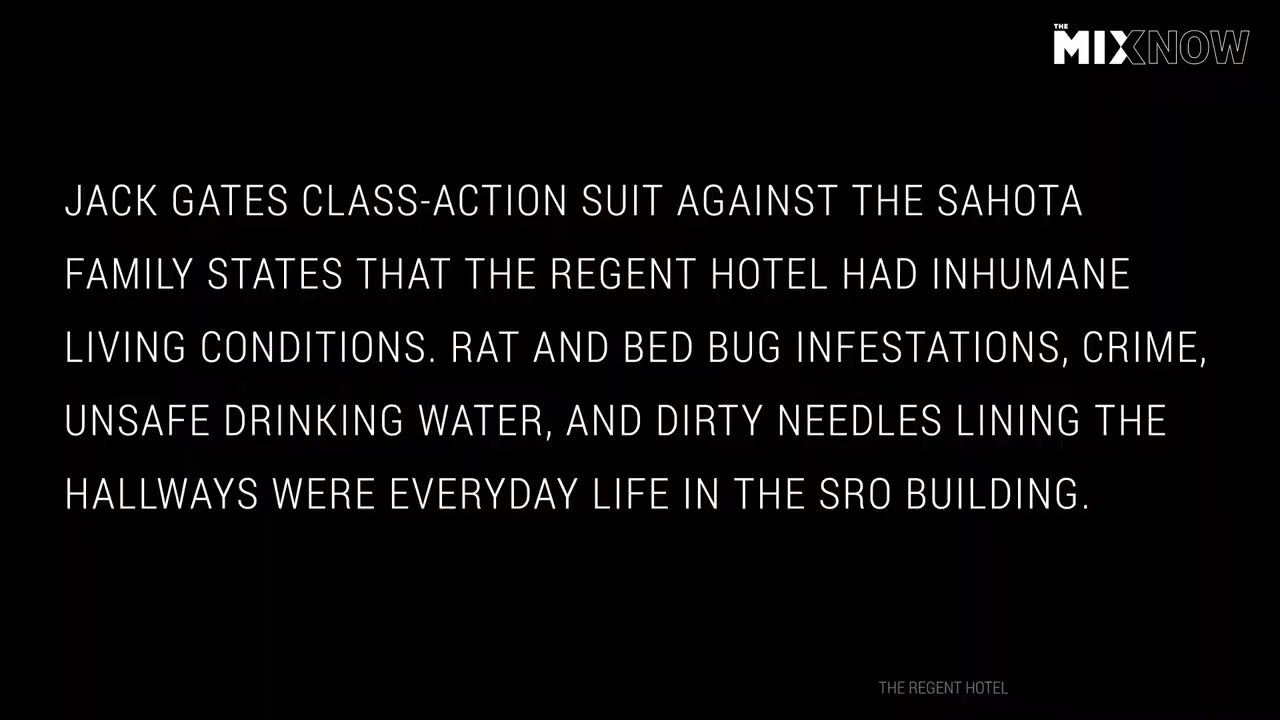 THE
MIXNOW
JACK GATES CLASS-ACTION SUIT AGAINST THE SAHOTA
FAMILY STATES THAT THE REGENT HOTEL HAD INHUMANE
LIVING CONDITIONS. RAT AND BED BUG INFESTATIONS, CRIME,
UNSAFE DRINKING WATER, AND DIRTY NEEDLES LINING THE
HALLWAYS WERE EVERYDAY LIFE IN THE SRO BUILDING.
THE REGENT HOTEL